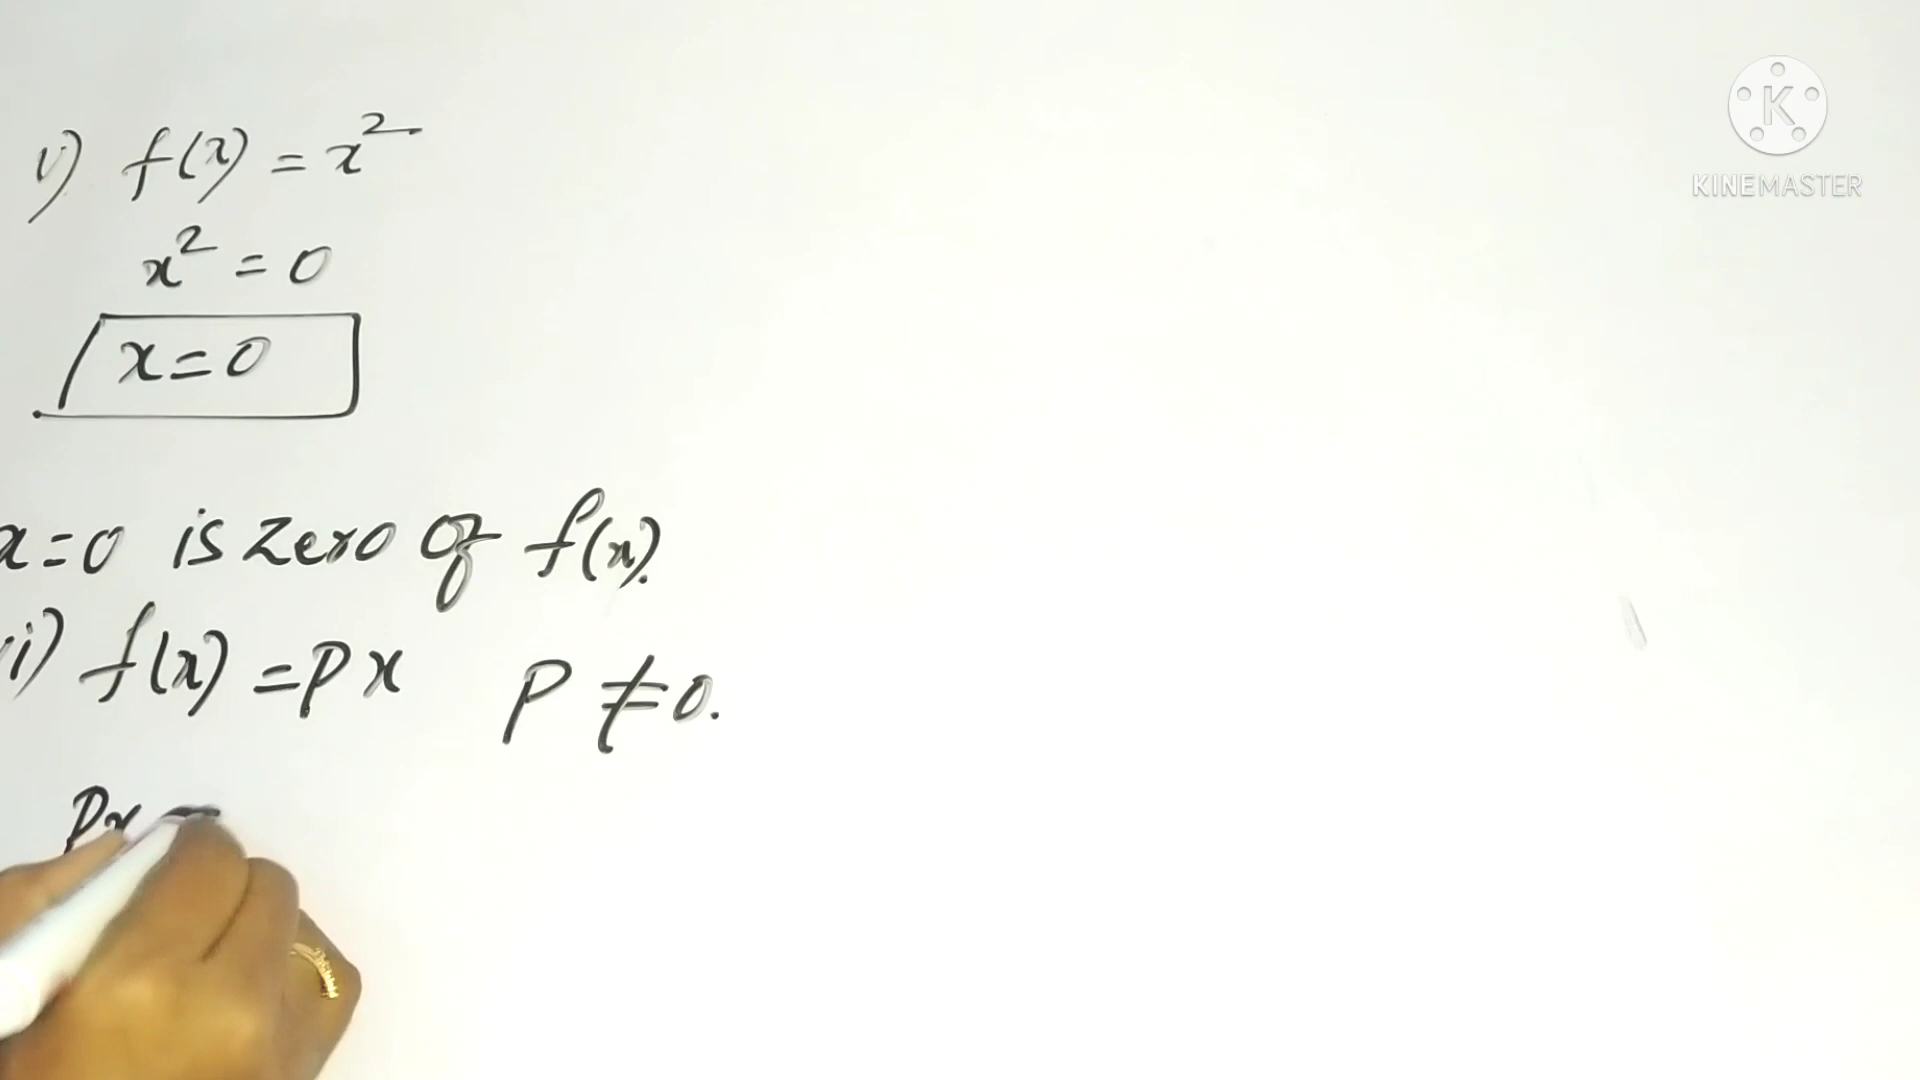 v) f(x) = x²
x² = 0
x = 0
x = 0 is zero of f(x).
i) f(x) = px p ≠ 0.
px =
K
KINEMASTER